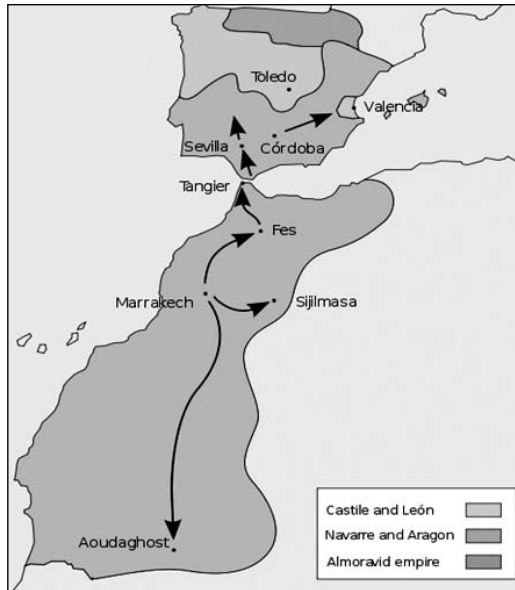 Toledo
Valencia
Sevilla
Córdoba
Tangier
Fes
Marrakech
Sijilmasa
Aoudaghost
Castile and León
Navarre and Aragon
Almoravid empire